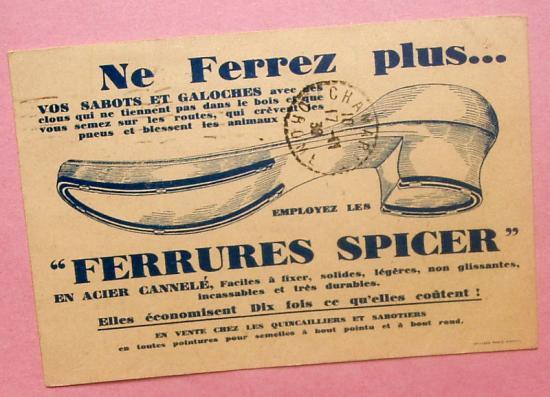 Ne Ferrez plus...
VOS SABOTS ET GALOCHES avec des
clous qui ne tiennent pas dans le bois et que
vous semez sur les routes, qui crèvent les
pneus et blessent les animaux
EMPLOYEZ LES
“FERRURES SPICER”
EN ACIER CANNELÉ, Faciles à fixer, solides, légères, non glissantes,
incassables et très durables.
Elles économisent Dix fois ce qu'elles coûtent !
EN VENTE CHEZ LES QUINCAILLIERS ET SABOTIERS
en toutes pointures pour semelles à bout pointu et à bout rond.